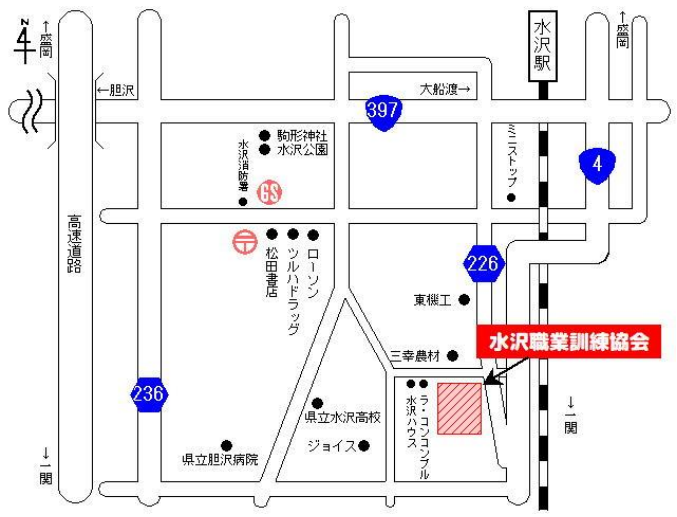 4
↑盛岡
水沢駅
↑盛岡
←胆沢
大船渡→
397
4
駒形神社
水沢公園
水沢消防署
GS
ミニストップ
〒
高速道路
松田書店
ツルハドラッグ
ローソン
226
東機工
水沢職業訓練協会
三幸農材
236
県立水沢高校
水沢ハウス
ラ・コンコンブル
ジョイス
県立胆沢病院
↓一関
↓一関